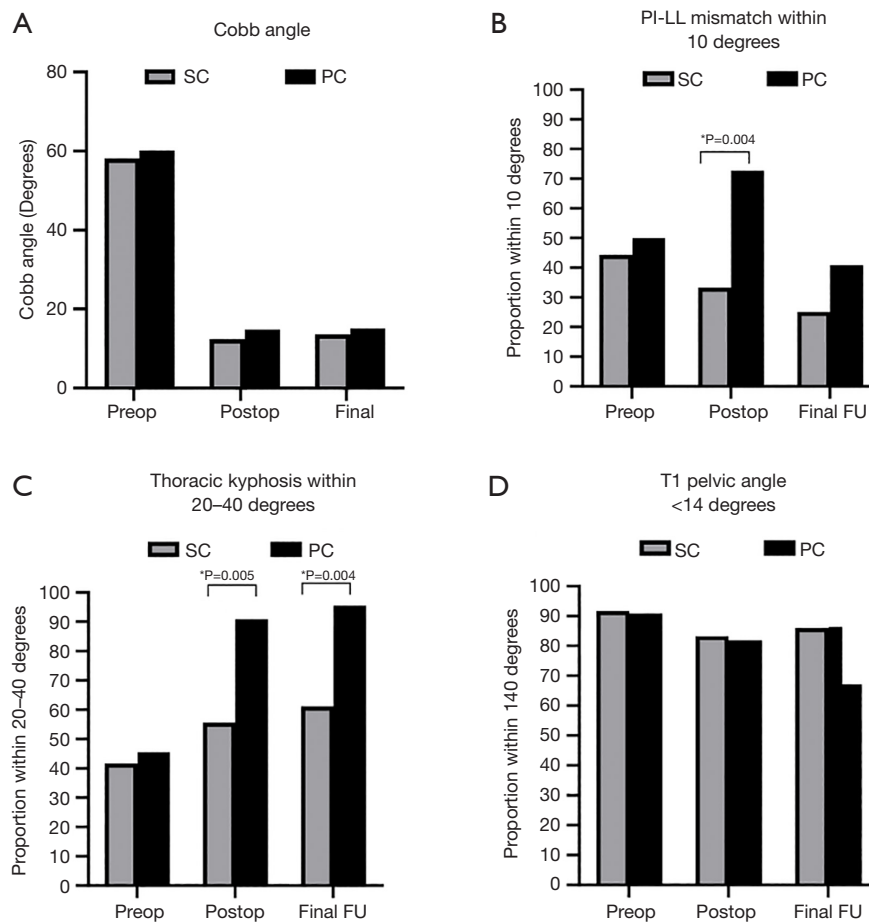 A
Cobb angle
SC PC
80
60
40
20
0
Cobb angle (Degrees)
Preop Postop Final
B
PI-LL mismatch within
10 degrees
SC PC
*P=0.004
100
90
80
70
60
50
40
30
20
10
0
Proportion within 10 degrees
Preop Postop Final FU
C
Thoracic kyphosis within
20–40 degrees
SC PC
*P=0.005 *P=0.004
100
90
80
70
60
50
40
30
20
10
0
Proportion within 20–40 degrees
Preop Postop Final FU
D
T1 pelvic angle
<14 degrees
SC PC
100
90
80
70
60
50
40
30
20
10
0
Proportion within 140 degrees
Preop Postop Final FU